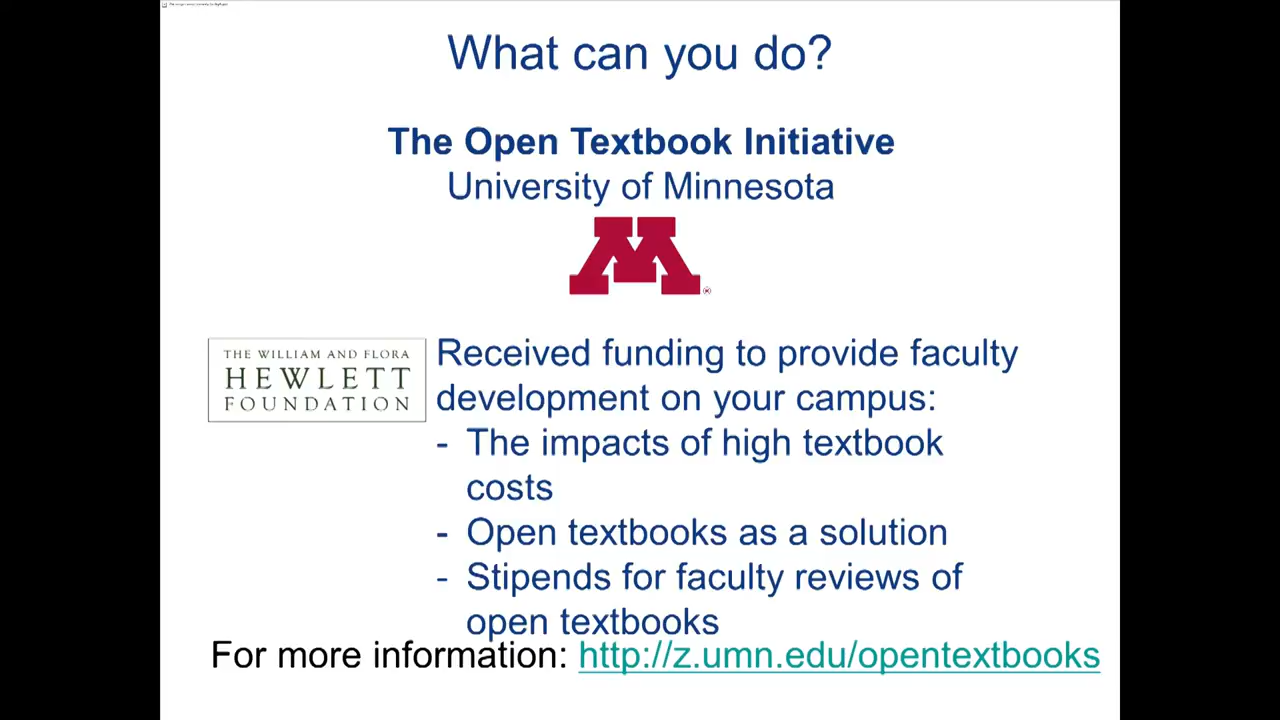 What can you do?
The Open Textbook Initiative
University of Minnesota
M
THE WILLIAM AND FLORA
HEWLETT
FOUNDATION
Received funding to provide faculty
development on your campus:
- The impacts of high textbook
costs
- Open textbooks as a solution
- Stipends for faculty reviews of
open textbooks
For more information: http://z.umn.edu/opentextbooks